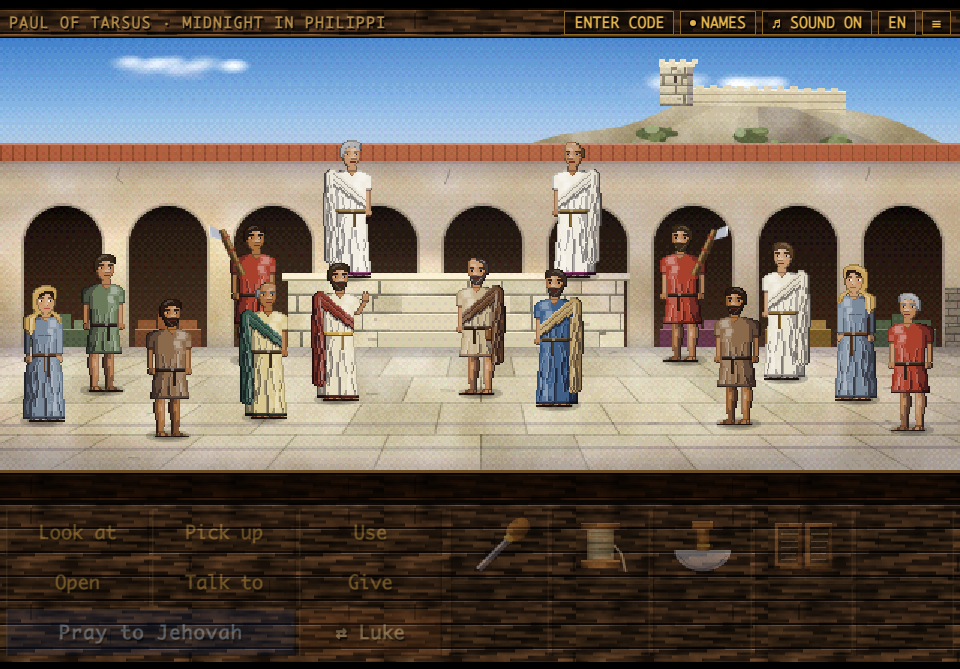 PAUL OF TARSUS · MIDNIGHT IN PHILIPPI
ENTER CODE
● NAMES
♬ SOUND ON
EN
≡
Look at
Pick up
Use
Open
Talk to
Give
Pray to Jehovah
⇄ Luke